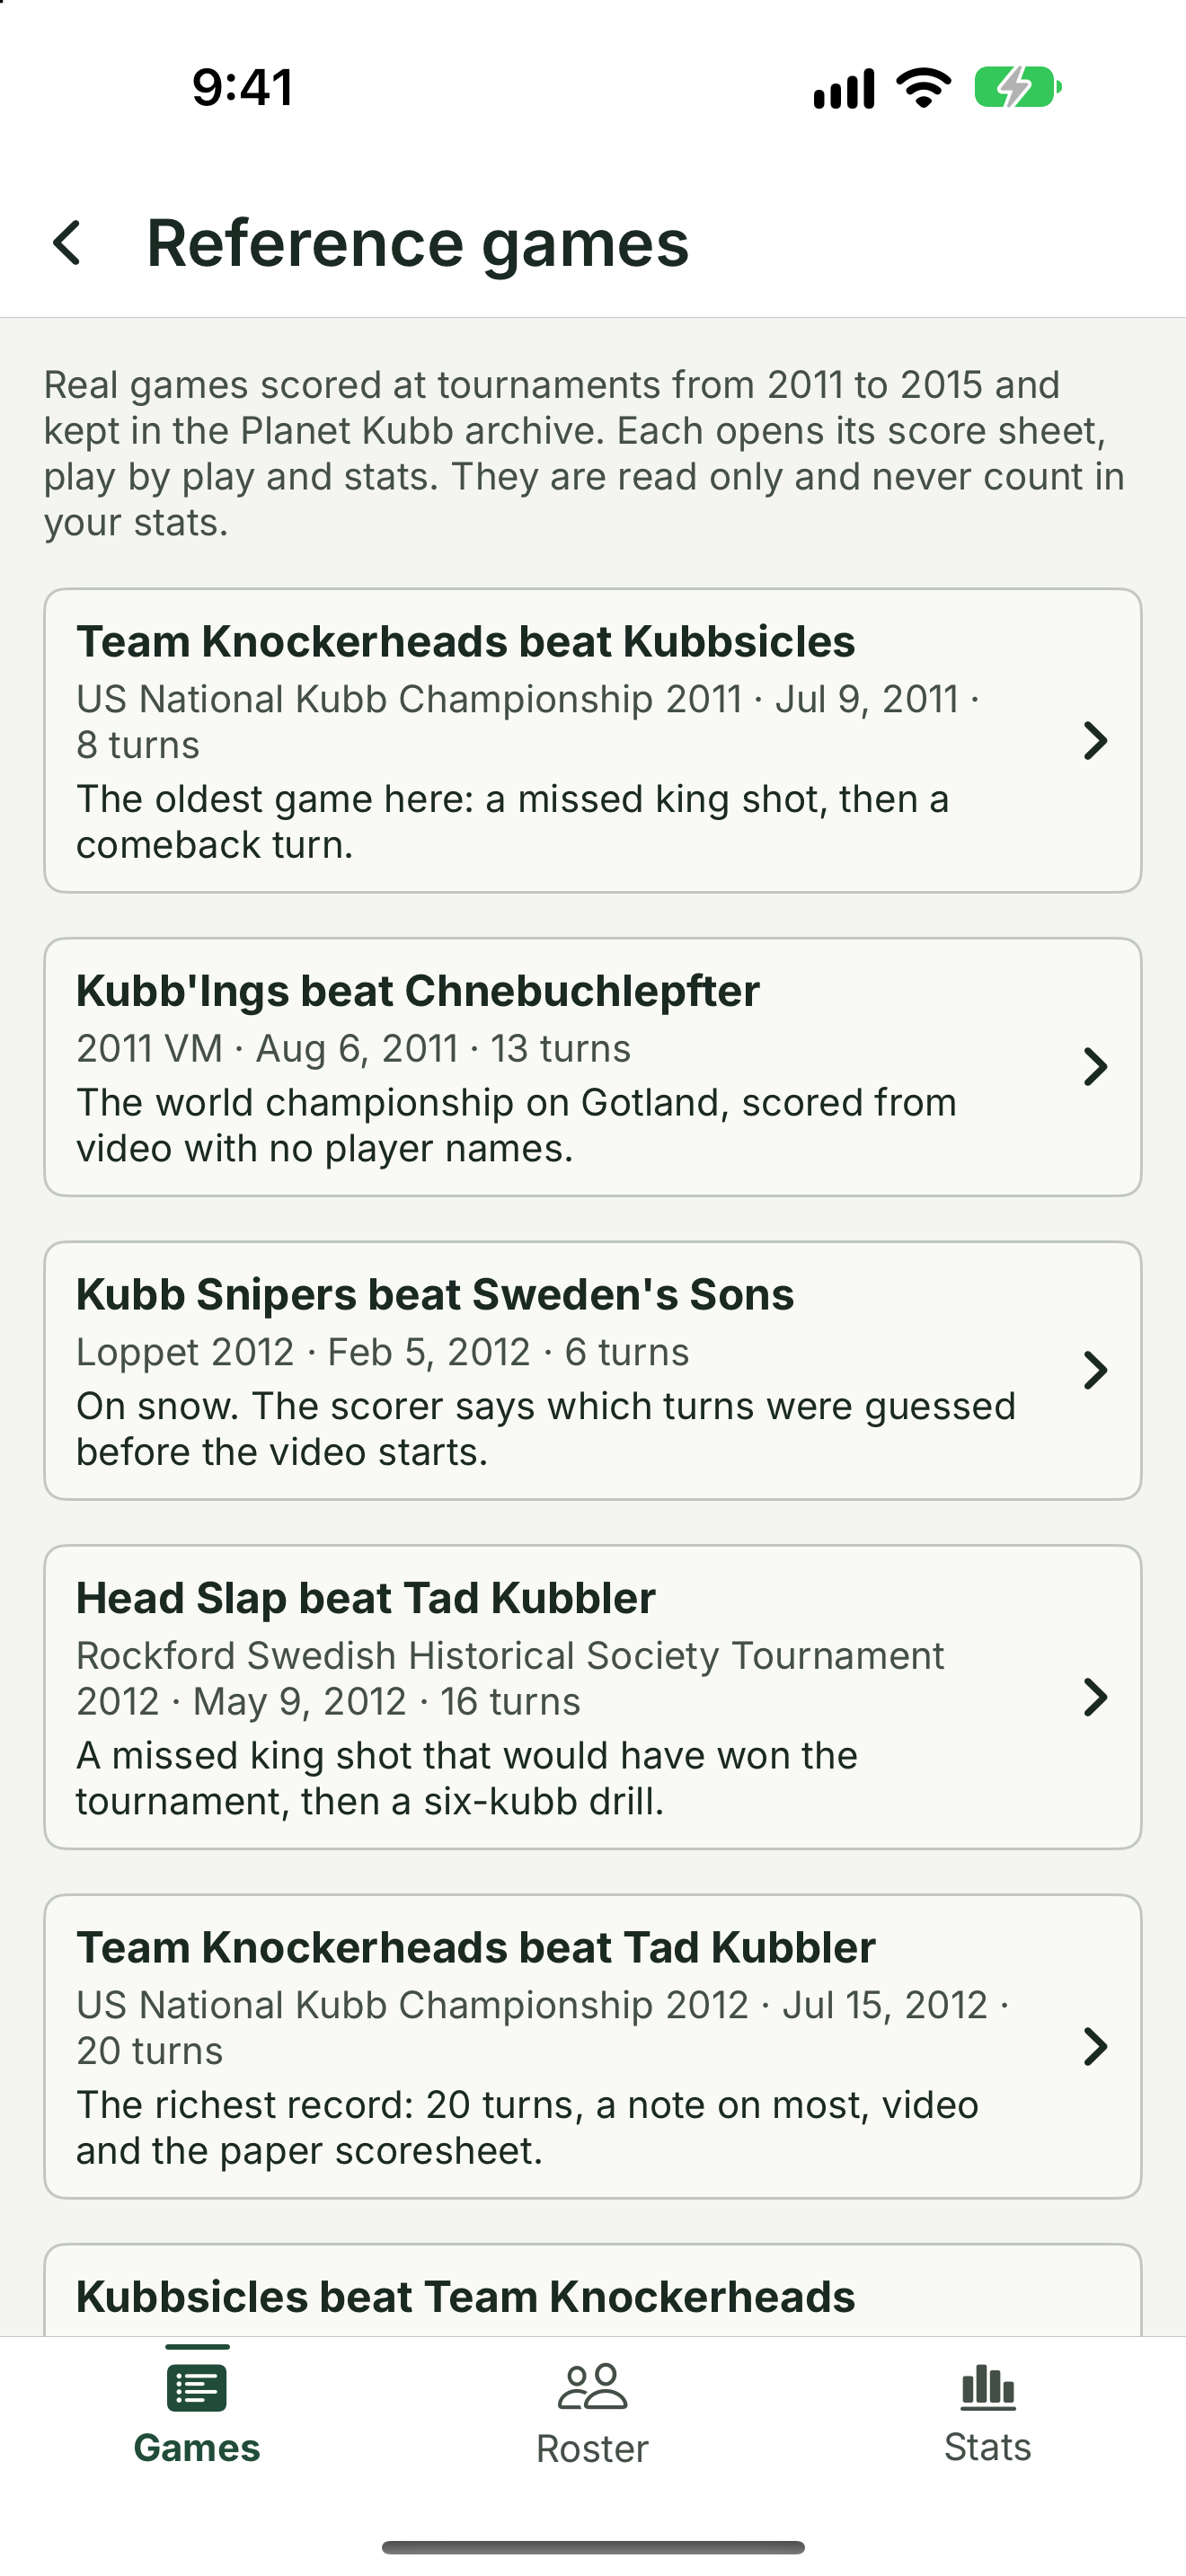 9:41
Reference games
Real games scored at tournaments from 2011 to 2015 and
kept in the Planet Kubb archive. Each opens its score sheet,
play by play and stats. They are read only and never count in
your stats.
Team Knockerheads beat Kubbsicles
US National Kubb Championship 2011 · Jul 9, 2011 ·
8 turns
The oldest game here: a missed king shot, then a
comeback turn.
Kubb'Ings beat Chnebuchlepfter
2011 VM · Aug 6, 2011 · 13 turns
The world championship on Gotland, scored from
video with no player names.
Kubb Snipers beat Sweden's Sons
Loppet 2012 · Feb 5, 2012 · 6 turns
On snow. The scorer says which turns were guessed
before the video starts.
Head Slap beat Tad Kubbler
Rockford Swedish Historical Society Tournament
2012 · May 9, 2012 · 16 turns
A missed king shot that would have won the
tournament, then a six-kubb drill.
Team Knockerheads beat Tad Kubbler
US National Kubb Championship 2012 · Jul 15, 2012 ·
20 turns
The richest record: 20 turns, a note on most, video
and the paper scoresheet.
Kubbsicles beat Team Knockerheads
Games
Roster
Stats